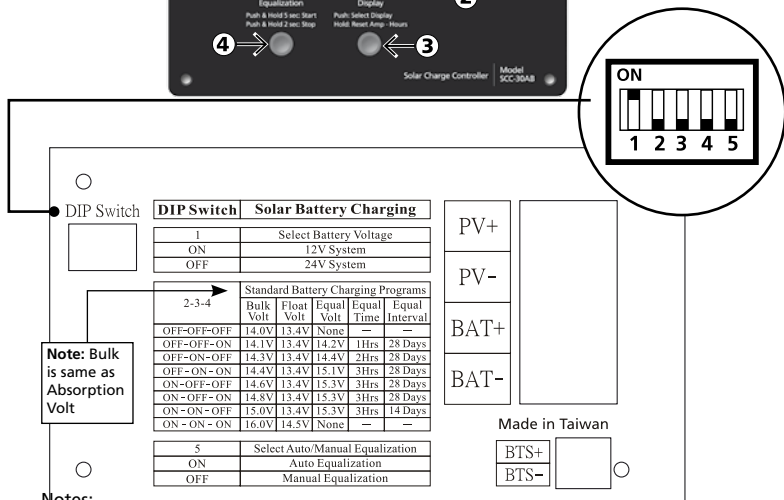 Equalization
Push & Hold 5 sec: Start
Push & Hold 2 sec: Stop
Display
Push: Select Display
Hold: Reset Amp - Hours
2
4
3
Solar Charge Controller
Model
SCC-30AB
ON
1 2 3 4 5
DIP Switch
DIP Switch Solar Battery Charging
1 Select Battery Voltage
ON 12V System
OFF 24V System
2-3-4 Standard Battery Charging Programs
Bulk Volt Float Volt Equal Volt Equal Time Equal Interval
OFF-OFF-OFF 14.0V 13.4V None — —
OFF-OFF-ON 14.1V 13.4V 14.2V 1Hrs 28 Days
OFF-ON-OFF 14.3V 13.4V 14.4V 2Hrs 28 Days
OFF-ON-ON 14.4V 13.4V 15.1V 3Hrs 28 Days
ON-OFF-OFF 14.6V 13.4V 15.3V 3Hrs 28 Days
ON-OFF-ON 14.8V 13.4V 15.3V 3Hrs 28 Days
ON-ON-OFF 15.0V 13.4V 15.3V 3Hrs 14 Days
ON-ON-ON 16.0V 14.5V None — —
5 Select Auto/Manual Equalization
ON Auto Equalization
OFF Manual Equalization
Note: Bulk
is same as
Absorption
Volt
PV+
PV-
BAT+
BAT-
Made in Taiwan
BTS+
BTS-
Notes: